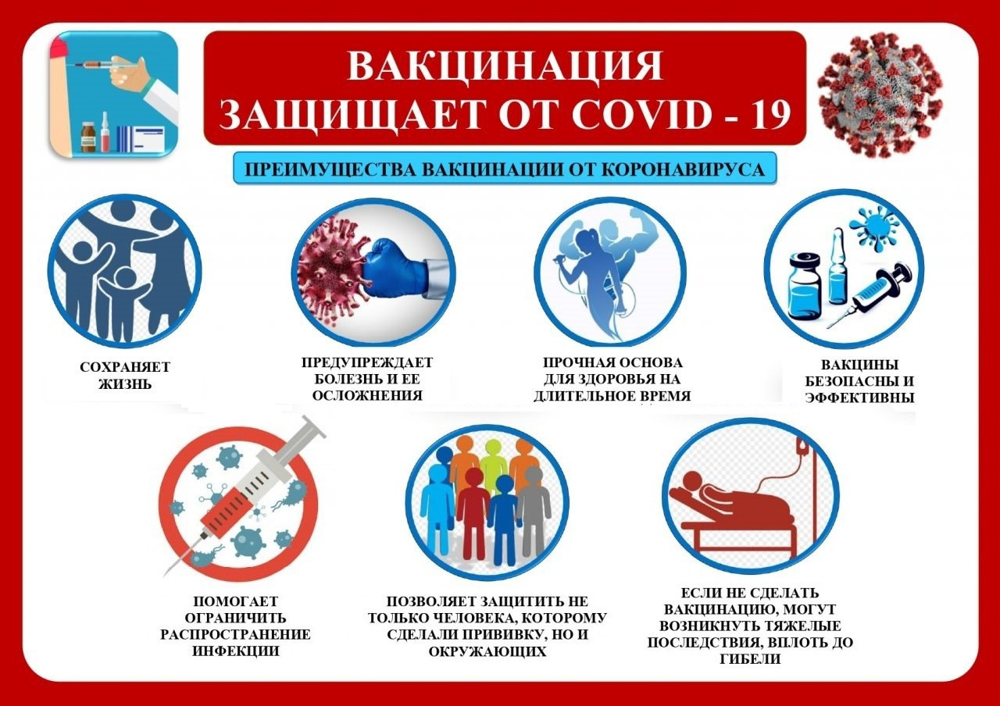 ВАКЦИНАЦИЯ
ЗАЩИЩАЕТ ОТ COVID - 19
ПРЕИМУЩЕСТВА ВАКЦИНАЦИИ ОТ КОРОНАВИРУСА
СОХРАНЯЕТ
ЖИЗНЬ
ПРЕДУПРЕЖДАЕТ
БОЛЕЗНЬ И ЕЕ
ОСЛОЖНЕНИЯ
ПРОЧНАЯ ОСНОВА
ДЛЯ ЗДОРОВЬЯ НА
ДЛИТЕЛЬНОЕ ВРЕМЯ
ВАКЦИНЫ
БЕЗОПАСНЫ И
ЭФФЕКТИВНЫ
ПОМОГАЕТ
ОГРАНИЧИТЬ
РАСПРОСТРАНЕНИЕ
ИНФЕКЦИИ
ПОЗВОЛЯЕТ ЗАЩИТИТЬ НЕ
ТОЛЬКО ЧЕЛОВЕКА, КОТОРОМУ
СДЕЛАЛИ ПРИВИВКУ, НО И
ОКРУЖАЮЩИХ
ЕСЛИ НЕ СДЕЛАТЬ
ВАКЦИНАЦИЮ, МОГУТ
ВОЗНИКНУТЬ ТЯЖЕЛЫЕ
ПОСЛЕДСТВИЯ, ВПЛОТЬ ДО
ГИБЕЛИ